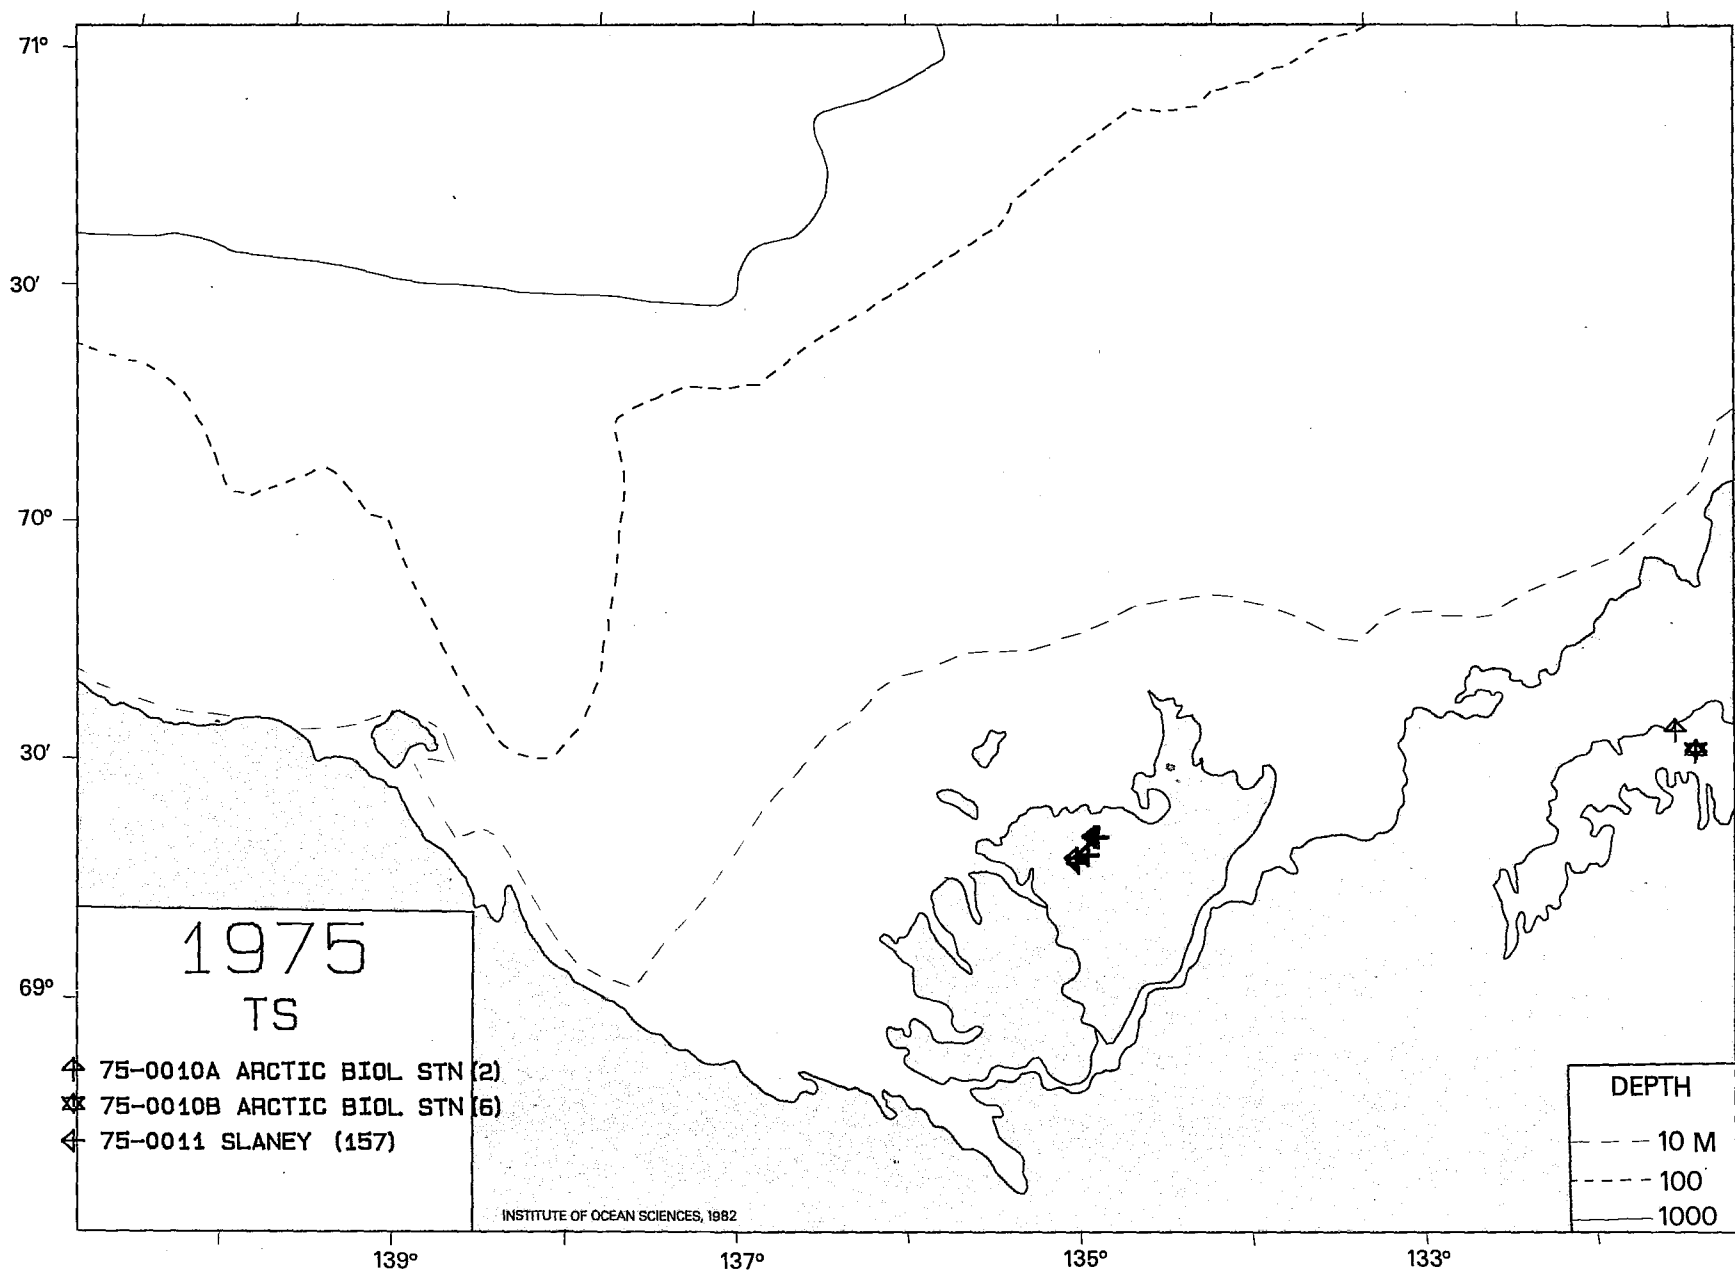 71°
30'
70°
30'
69°
1975
TS
75-0010A ARCTIC BIOL STN (2)
75-0010B ARCTIC BIOL STN (6)
75-0011 SLANEY (157)
INSTITUTE OF OCEAN SCIENCES, 1982
DEPTH
10 M
100
1000
139°
137°
135°
133°